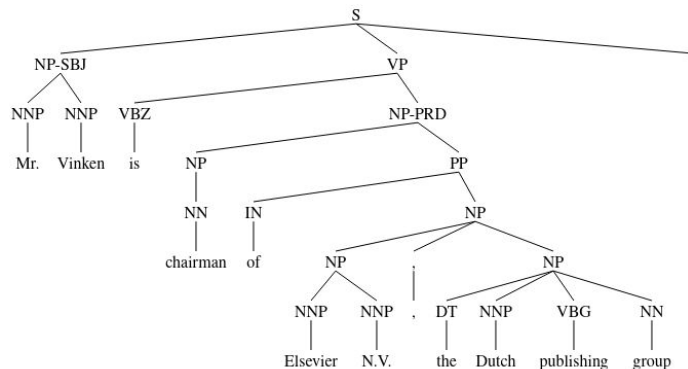 S
NP-SBJ VP
NNP NNP VBZ NP-PRD
Mr. Vinken is NP PP
NN IN NP
chairman of NP , NP
NNP NNP , DT NNP VBG NN
Elsevier N.V. the Dutch publishing group